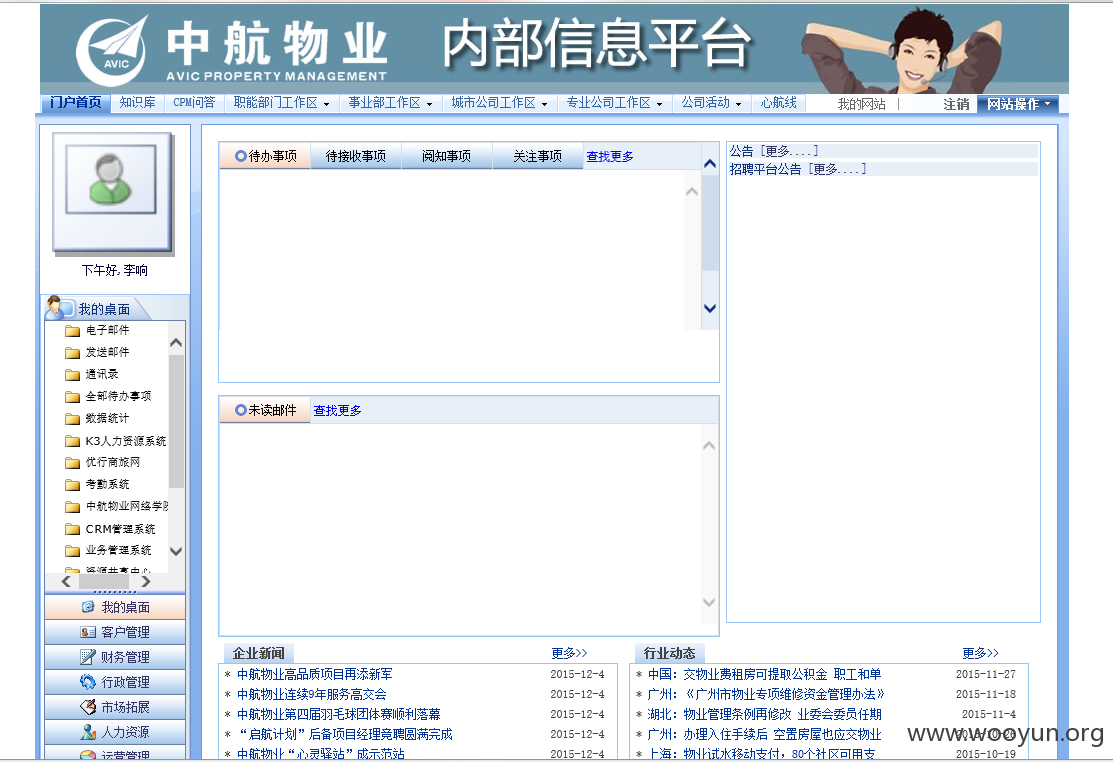 AVIC
中航物业
AVIC PROPERTY MANAGEMENT
内部信息平台
门户首页 知识库 CPM问答 职能部门工作区 事业部工作区 城市公司工作区 专业公司工作区 公司活动 心航线 我的网站 | 注销 网站操作
下午好, 李响
我的桌面
电子邮件
发送邮件
通讯录
全部待办事项
数据统计
K3人力资源系统
优行商旅网
考勤系统
中航物业网络学院
CRM管理系统
业务管理系统
资源共享中心
我的桌面
客户管理
财务管理
行政管理
市场拓展
人力资源
运营管理
待办事项 待接收事项 阅知事项 关注事项 查找更多
未读邮件 查找更多
公告 [更多....]
招聘平台公告 [更多....]
企业新闻 更多>>
* 中航物业高品质项目再添新军 2015-12-4
* 中航物业连续9年服务高交会 2015-12-4
* 中航物业第四届羽毛球团体赛顺利落幕 2015-12-4
* “启航计划”后备项目经理竞聘圆满完成 2015-12-4
* 中航物业“心灵驿站”成示范站 2015-12-4
行业动态 更多>>
* 中国：交物业费租房可提取公积金 职工和单 2015-11-27
* 广州：《广州市物业专项维修资金管理办法》 2015-11-18
* 湖北：物业管理条例再修改 业委会委员任期 2015-11-4
* 广州：办理入住手续后 空置房屋也应交物业
* 上海：物业试水移动支付，80个社区可用支 2015-10-19
www.wooyun.org